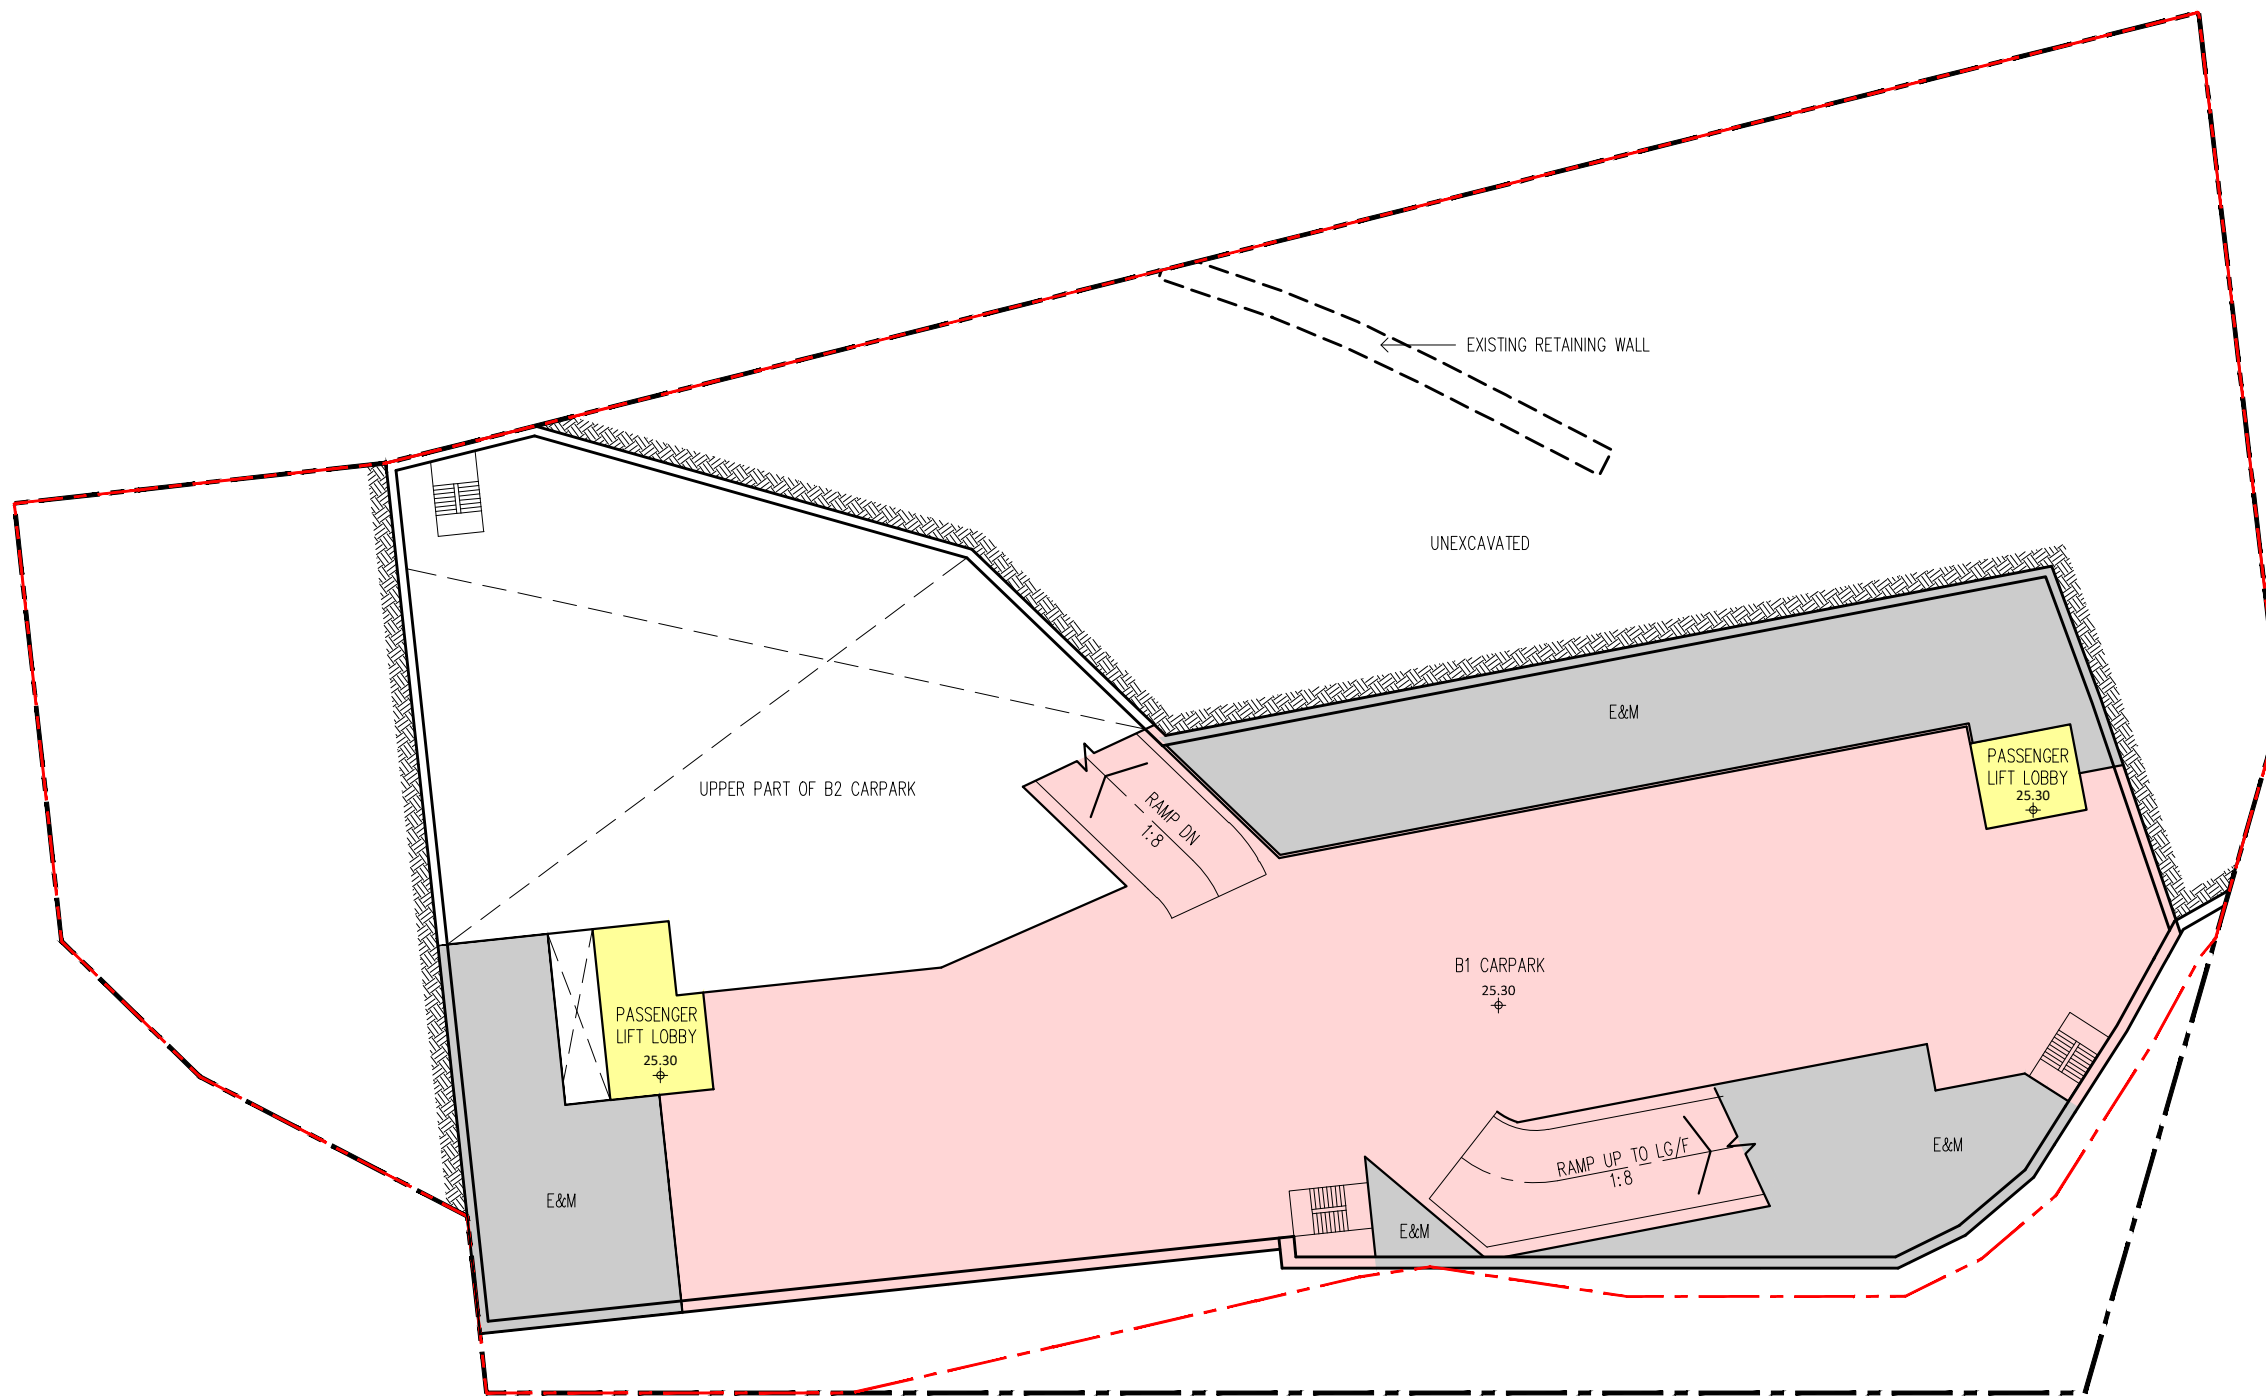 EXISTING RETAINING WALL
UNEXCAVATED
E&M
PASSENGER
LIFT LOBBY
25.30
UPPER PART OF B2 CARPARK
RAMP DN
1:8
B1 CARPARK
25.30
PASSENGER
LIFT LOBBY
25.30
E&M
RAMP UP TO LG/F
1:8
E&M
E&M